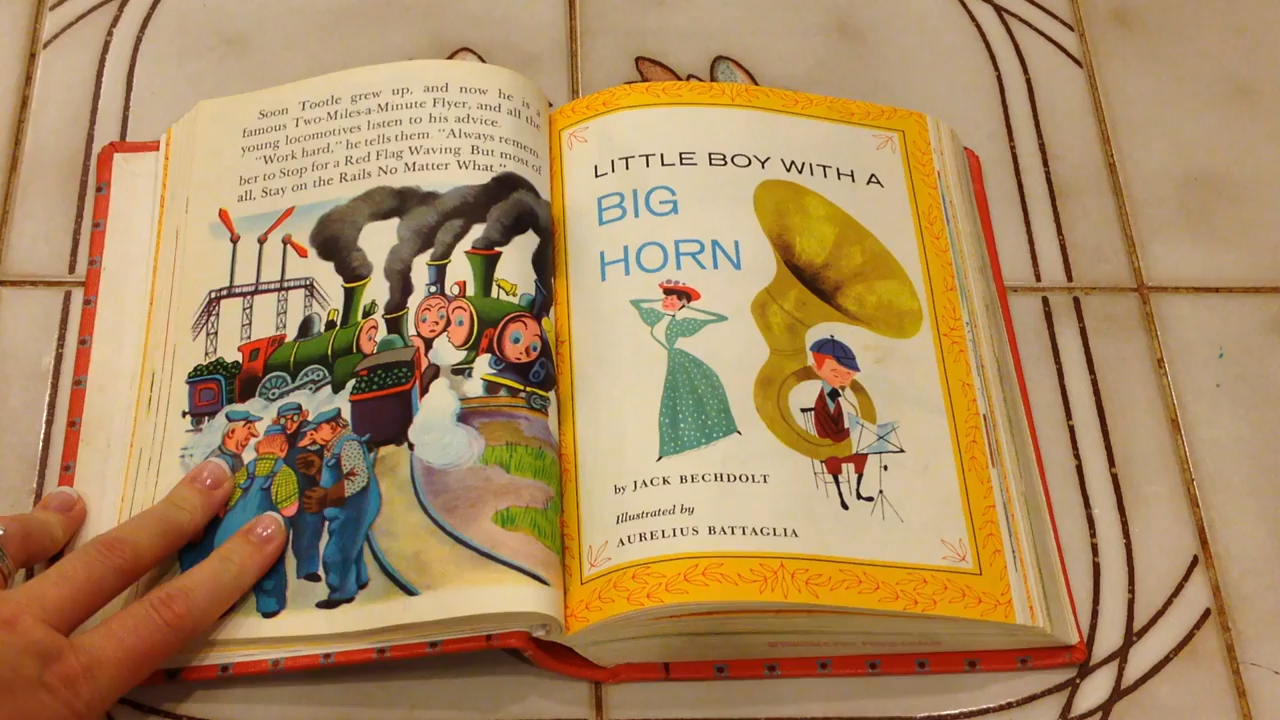 Soon Tootle grew up, and now he is a
famous Two-Miles-a-Minute Flyer, and all the
young locomotives listen to his advice.
"Work hard," he tells them. "Always remem-
ber to Stop for a Red Flag Waving. But most of
all, Stay on the Rails No Matter What."
LITTLE BOY WITH A
BIG
HORN
by JACK BECHDOLT
Illustrated by
AURELIUS BATTAGLIA